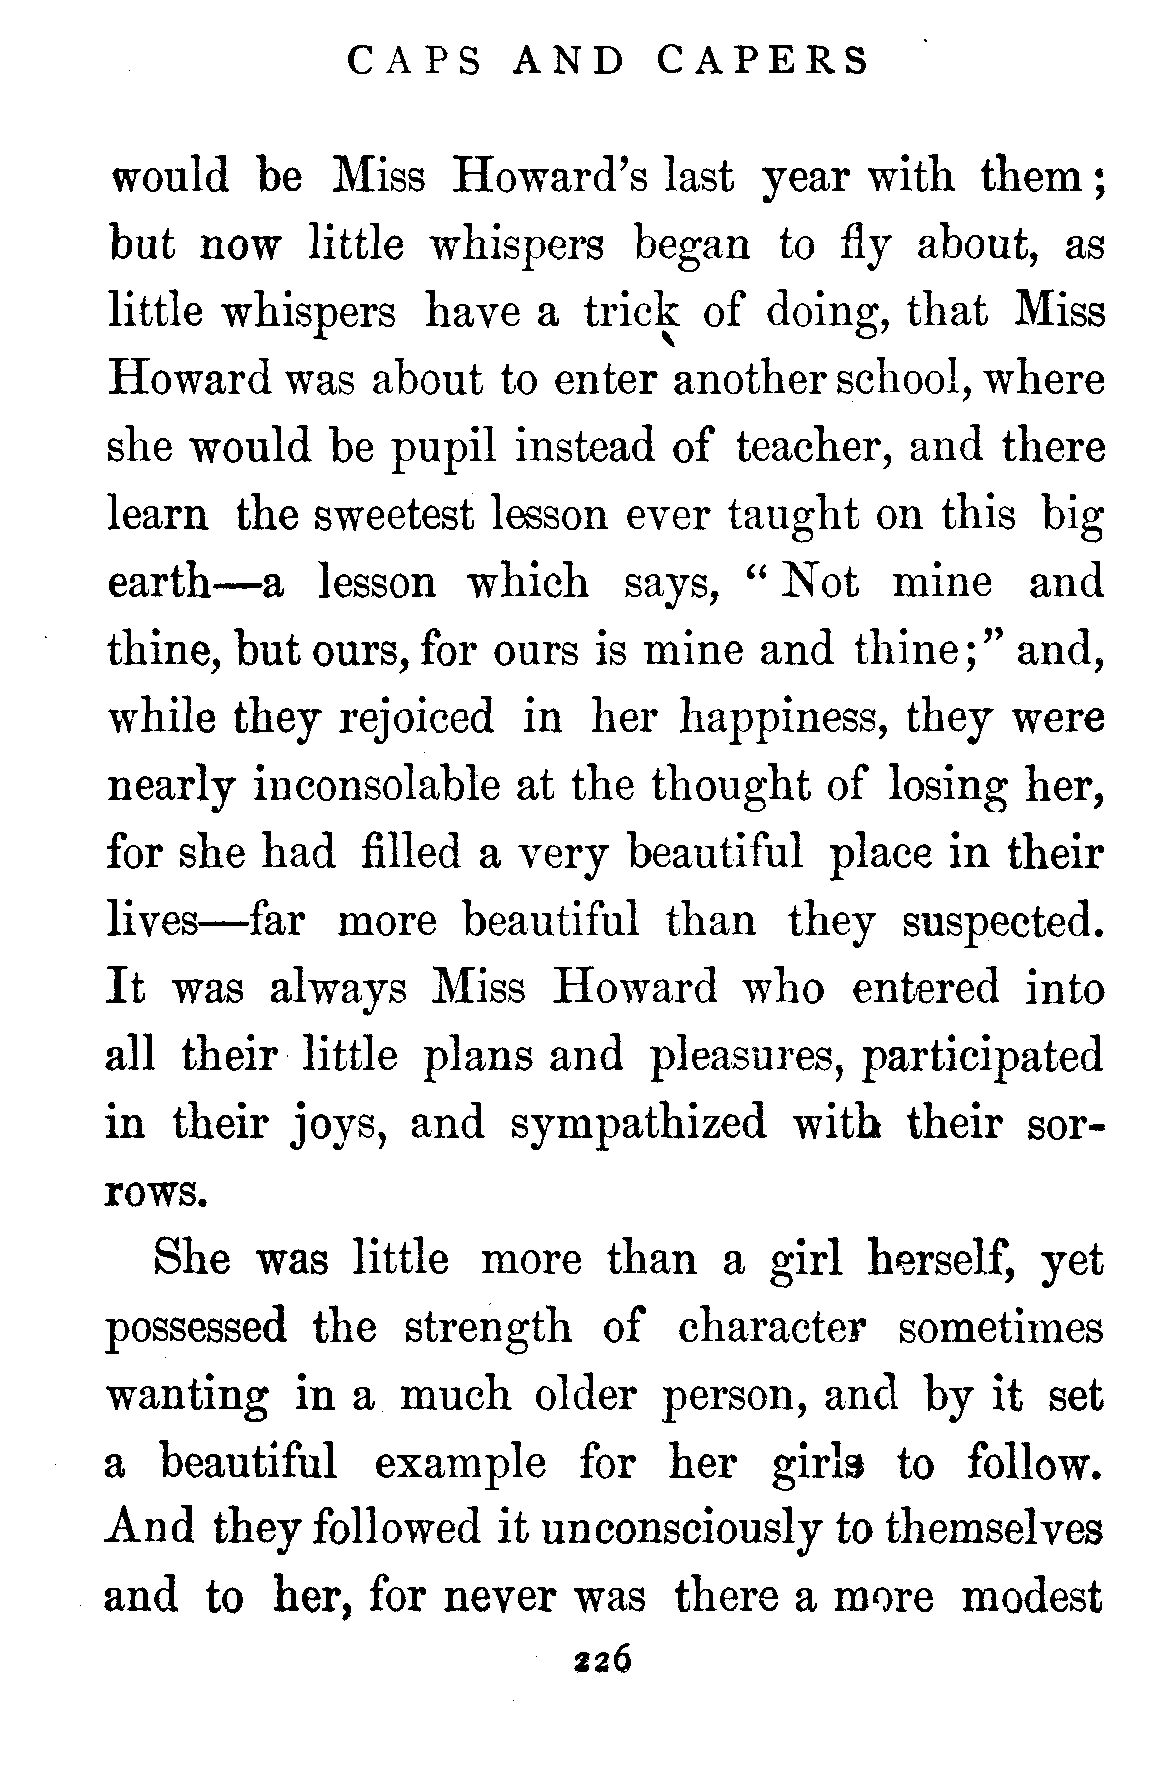 CAPS AND CAPERS
would be Miss Howard's last year with them;
but now little whispers began to fly about, as
little whispers have a trick of doing, that Miss
Howard was about to enter another school, where
she would be pupil instead of teacher, and there
learn the sweetest lesson ever taught on this big
earth—a lesson which says, "Not mine and
thine, but ours, for ours is mine and thine;" and,
while they rejoiced in her happiness, they were
nearly inconsolable at the thought of losing her,
for she had filled a very beautiful place in their
lives—far more beautiful than they suspected.
It was always Miss Howard who entered into
all their little plans and pleasures, participated
in their joys, and sympathized with their sor-
rows.
She was little more than a girl herself, yet
possessed the strength of character sometimes
wanting in a much older person, and by it set
a beautiful example for her girls to follow.
And they followed it unconsciously to themselves
and to her, for never was there a more modest
226